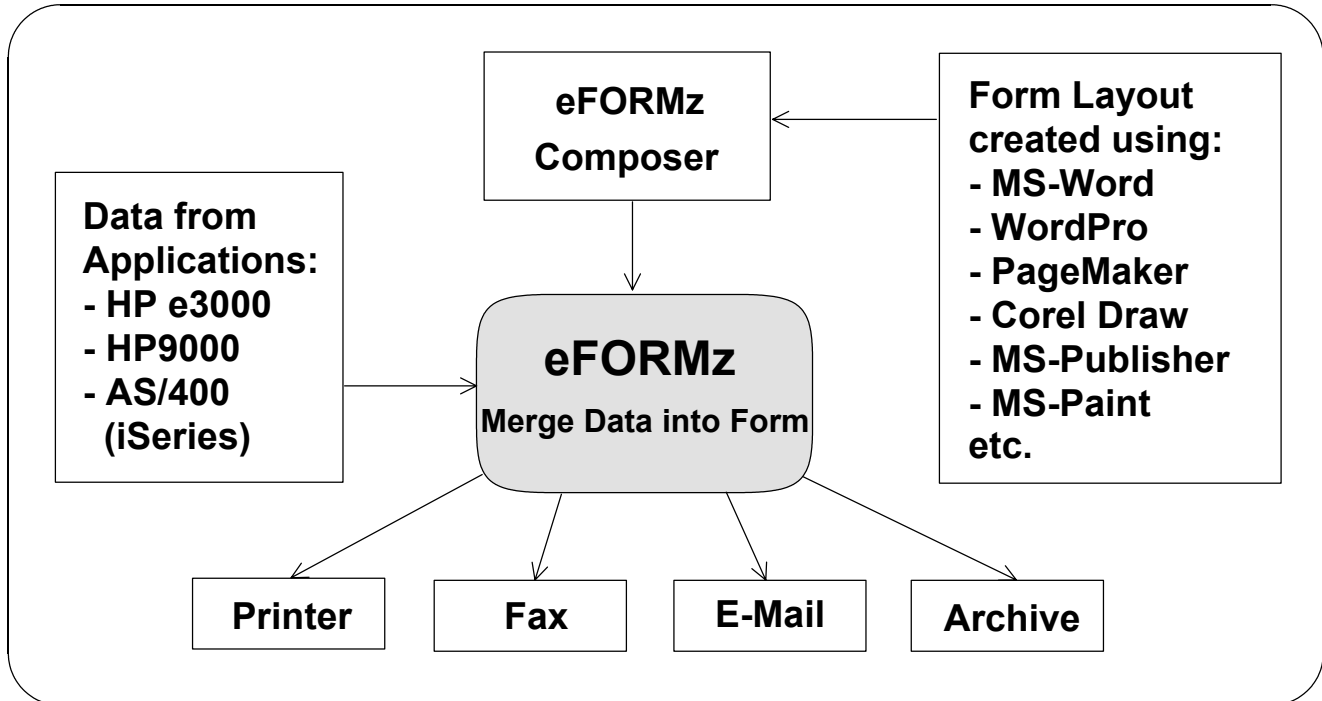 eFORMz
Composer
Form Layout
created using:
- MS-Word
- WordPro
- PageMaker
- Corel Draw
- MS-Publisher
- MS-Paint
etc.
Data from
Applications:
- HP e3000
- HP9000
- AS/400
(iSeries)
eFORMz
Merge Data into Form
Printer
Fax
E-Mail
Archive